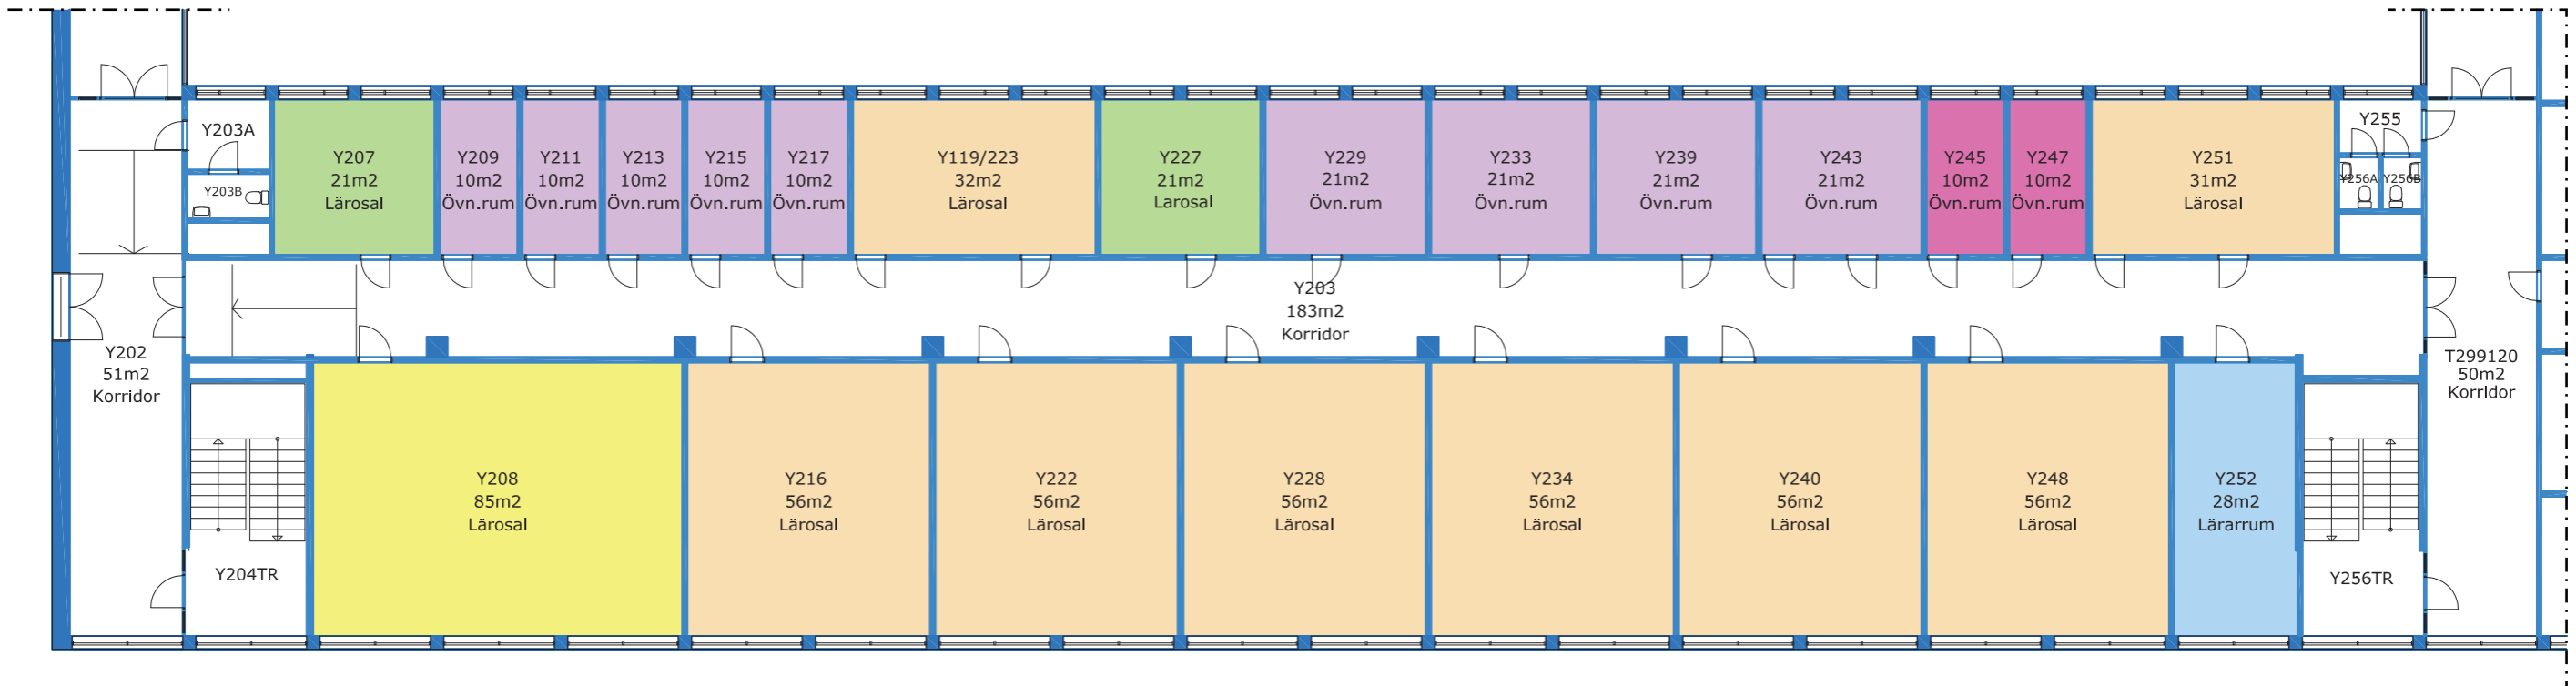 Y203A
Y203B
Y207
21m2
Lärosal
Y209
10m2
Övn.rum
Y211
10m2
Övn.rum
Y213
10m2
Övn.rum
Y215
10m2
Övn.rum
Y217
10m2
Övn.rum
Y119/223
32m2
Lärosal
Y227
21m2
Larosal
Y229
21m2
Övn.rum
Y233
21m2
Övn.rum
Y239
21m2
Övn.rum
Y243
21m2
Övn.rum
Y245
10m2
Övn.rum
Y247
10m2
Övn.rum
Y251
31m2
Lärosal
Y255
Y256A
Y256B
Y203
183m2
Korridor
Y202
51m2
Korridor
T299120
50m2
Korridor
Y204TR
Y208
85m2
Lärosal
Y216
56m2
Lärosal
Y222
56m2
Lärosal
Y228
56m2
Lärosal
Y234
56m2
Lärosal
Y240
56m2
Lärosal
Y248
56m2
Lärosal
Y252
28m2
Lärarrum
Y256TR